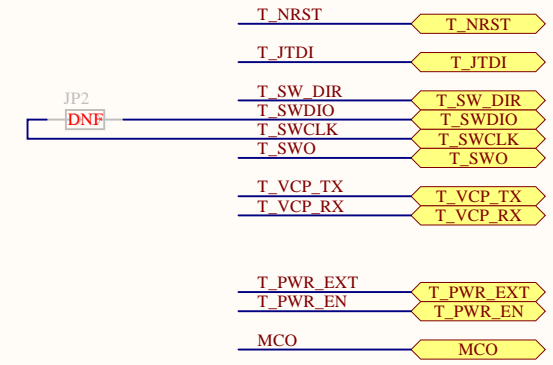 T_NRST T_NRST
T_JTDI T_JTDI
T_SW_DIR T_SW_DIR
JP2
DNF T_SWDIO T_SWDIO
T_SWCLK T_SWCLK
T_SWO T_SWO
T_VCP_TX T_VCP_TX
T_VCP_RX T_VCP_RX
T_PWR_EXT T_PWR_EXT
T_PWR_EN T_PWR_EN
MCO MCO